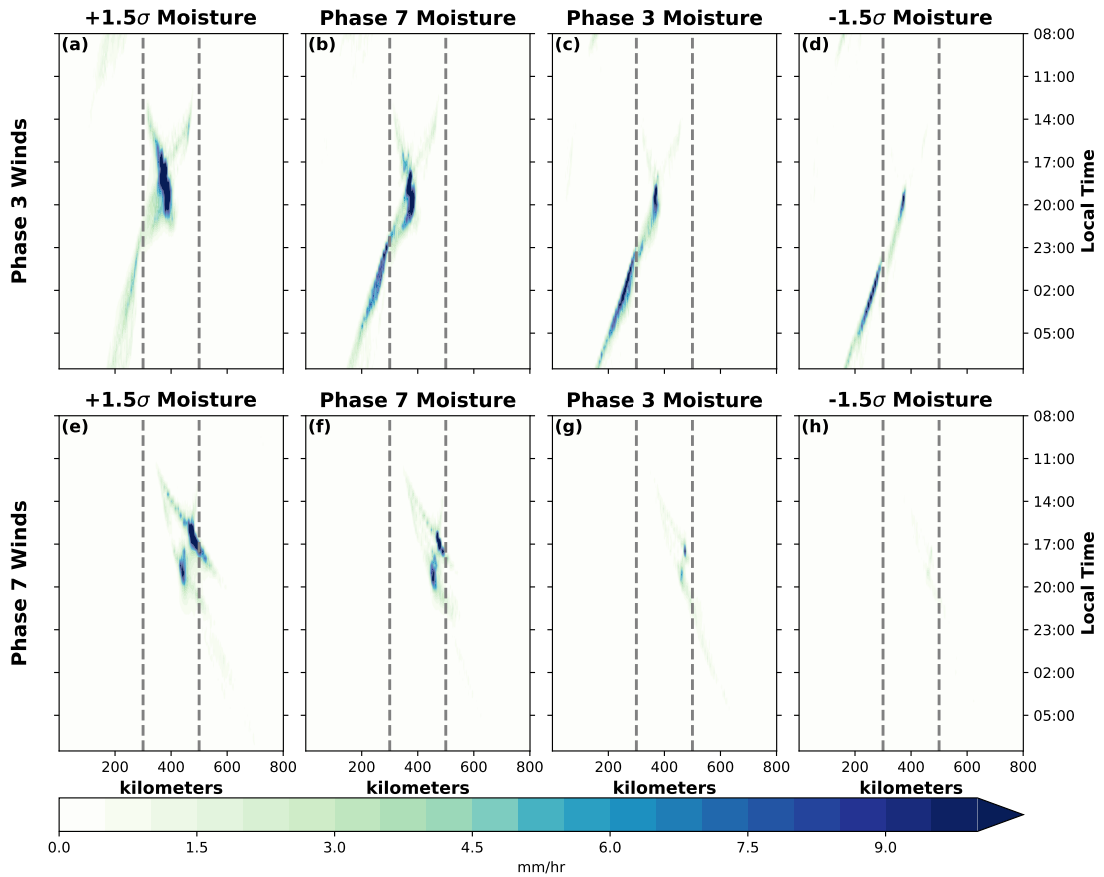 +1.5σ Moisture
Phase 7 Moisture
Phase 3 Moisture
-1.5σ Moisture
Phase 3 Winds
(a)
(b)
(c)
(d)
08:00
11:00
14:00
17:00
20:00
23:00
02:00
05:00
Local Time
+1.5σ Moisture
Phase 7 Moisture
Phase 3 Moisture
-1.5σ Moisture
Phase 7 Winds
(e)
(f)
(g)
(h)
08:00
11:00
14:00
17:00
20:00
23:00
02:00
05:00
Local Time
200 400 600 800
200 400 600 800
200 400 600 800
200 400 600 800
kilometers
kilometers
kilometers
kilometers
0.0 1.5 3.0 4.5 6.0 7.5 9.0
mm/hr